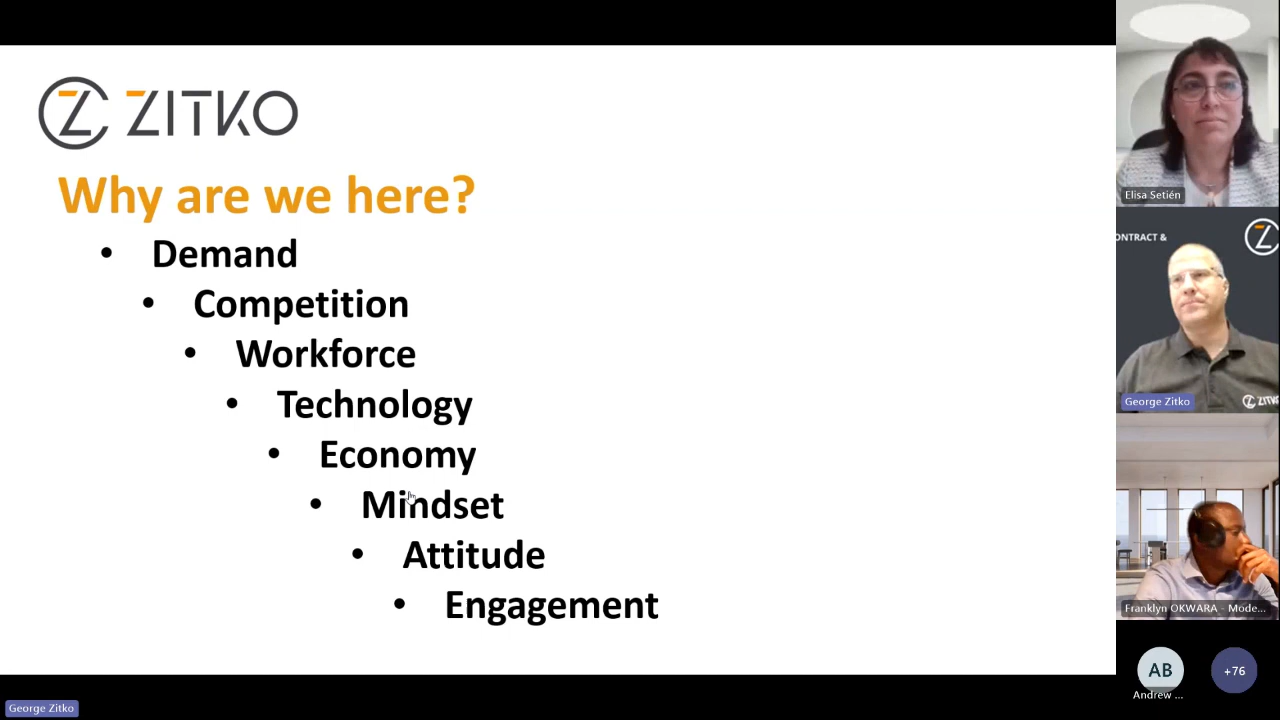 ZITKO
Why are we here?
• Demand
• Competition
• Workforce
• Technology
• Economy
• Mindset
• Attitude
• Engagement
Elisa Setién
ONTRACT &
George Zitko
Franklyn OKWARA - Mode...
AB
+76
Andrew ...
George Zitko